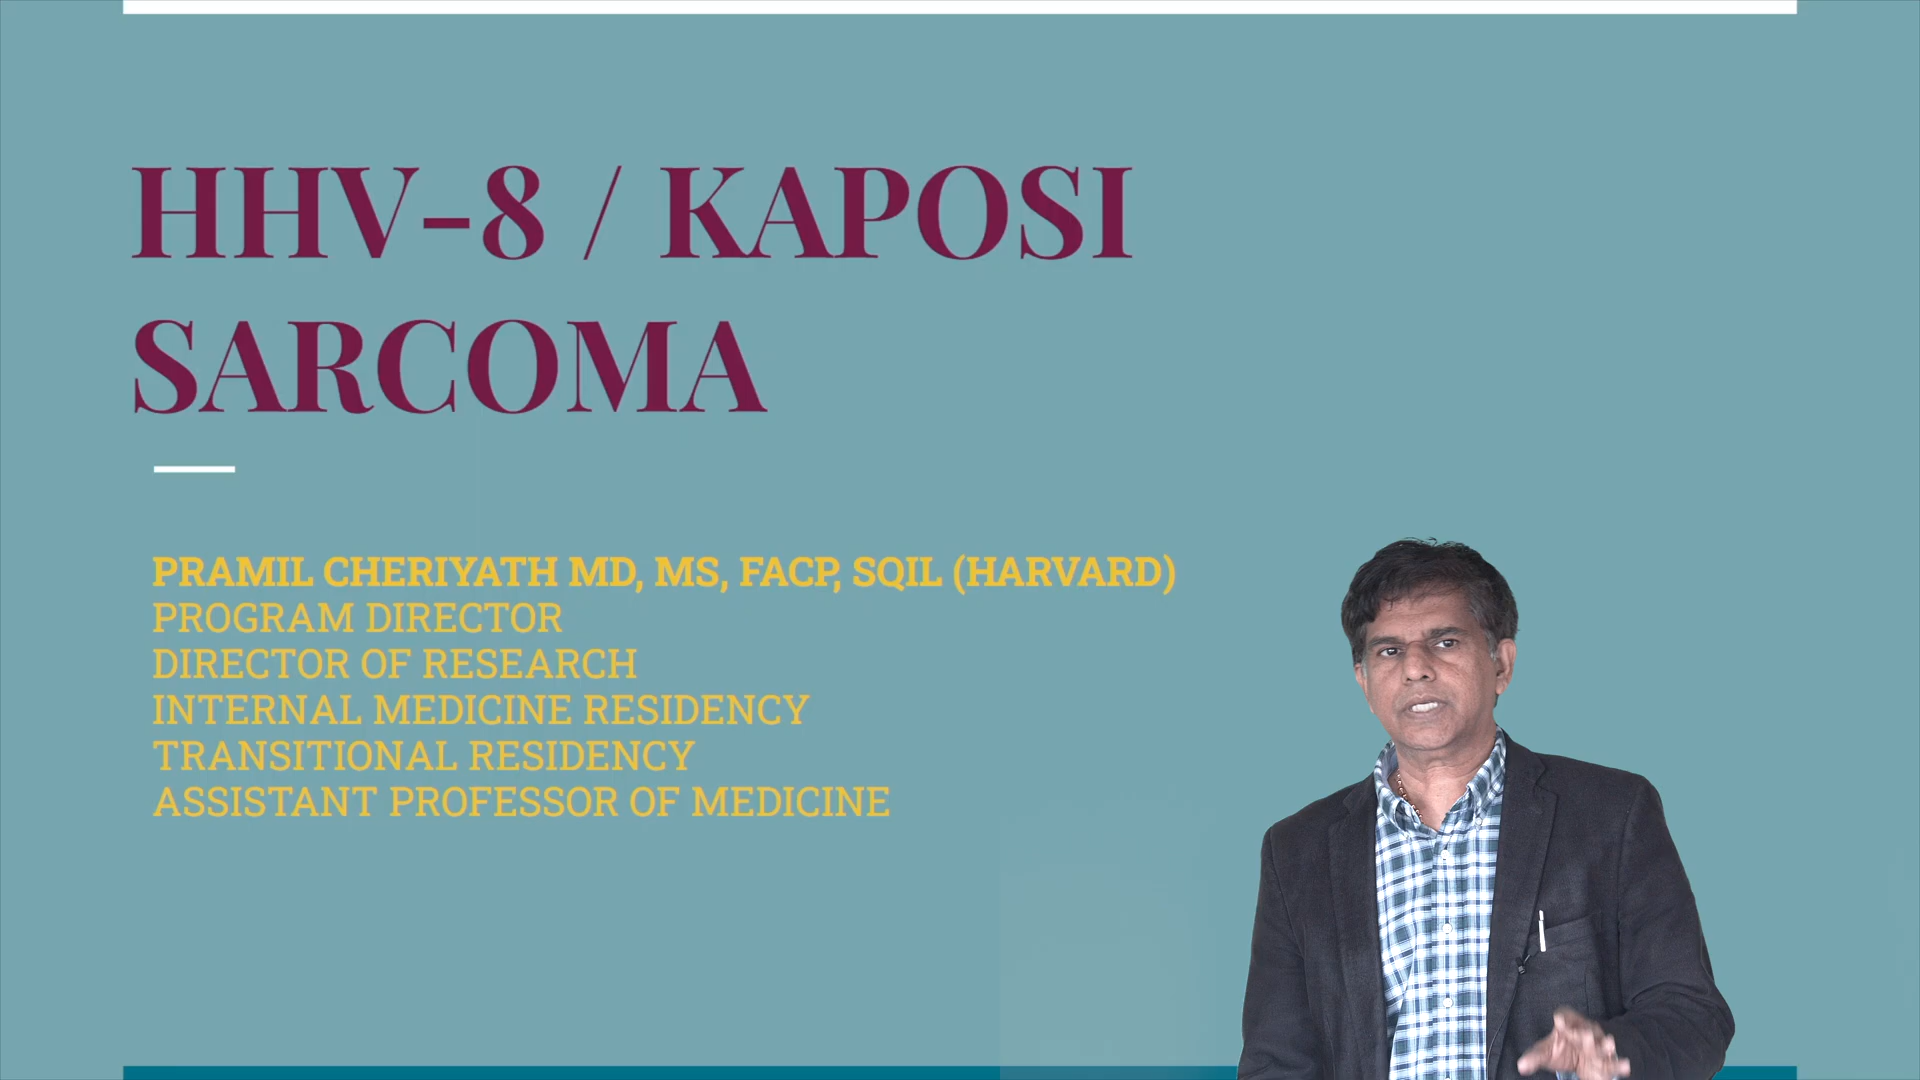 HHV-8 / KAPOSI
SARCOMA
PRAMIL CHERIYATH MD, MS, FACP, SQIL (HARVARD)
PROGRAM DIRECTOR
DIRECTOR OF RESEARCH
INTERNAL MEDICINE RESIDENCY
TRANSITIONAL RESIDENCY
ASSISTANT PROFESSOR OF MEDICINE